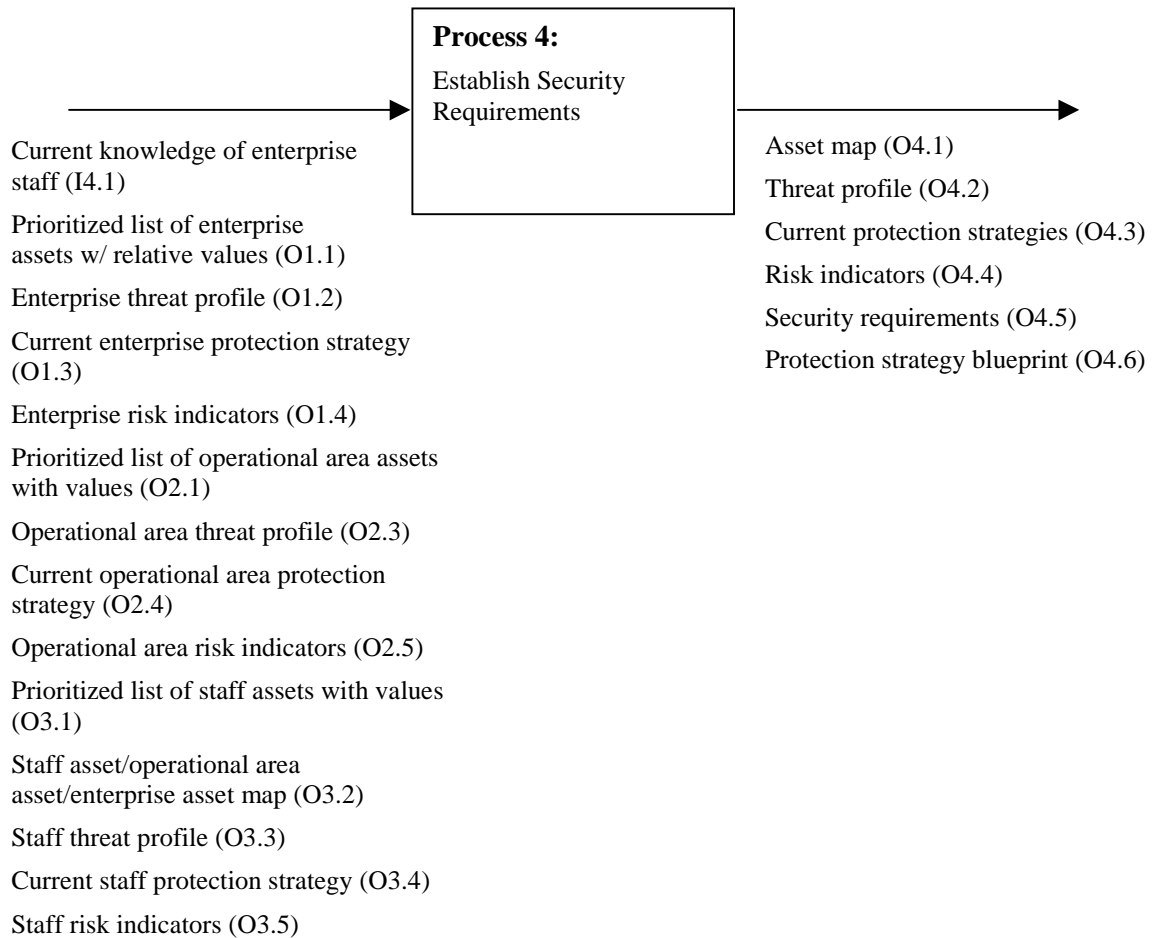 Process 4:
Establish Security
Requirements
Current knowledge of enterprise
staff (I4.1)
Prioritized list of enterprise
assets w/ relative values (O1.1)
Enterprise threat profile (O1.2)
Current enterprise protection strategy
(O1.3)
Enterprise risk indicators (O1.4)
Prioritized list of operational area assets
with values (O2.1)
Operational area threat profile (O2.3)
Current operational area protection
strategy (O2.4)
Operational area risk indicators (O2.5)
Prioritized list of staff assets with values
(O3.1)
Staff asset/operational area
asset/enterprise asset map (O3.2)
Staff threat profile (O3.3)
Current staff protection strategy (O3.4)
Staff risk indicators (O3.5)
Asset map (O4.1)
Threat profile (O4.2)
Current protection strategies (O4.3)
Risk indicators (O4.4)
Security requirements (O4.5)
Protection strategy blueprint (O4.6)